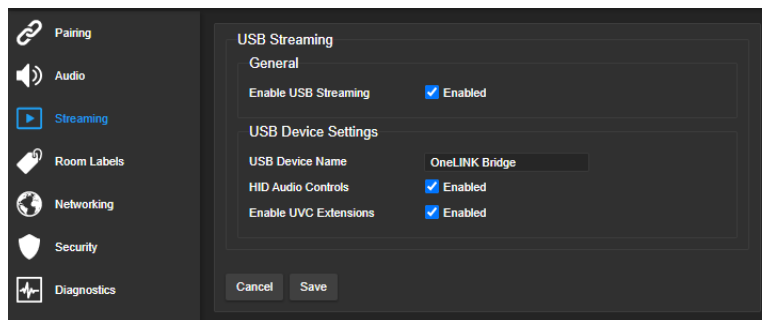 Pairing
Audio
Streaming
Room Labels
Networking
Security
Diagnostics
USB Streaming
General
Enable USB Streaming Enabled
USB Device Settings
USB Device Name OneLINK Bridge
HID Audio Controls Enabled
Enable UVC Extensions Enabled
Cancel Save